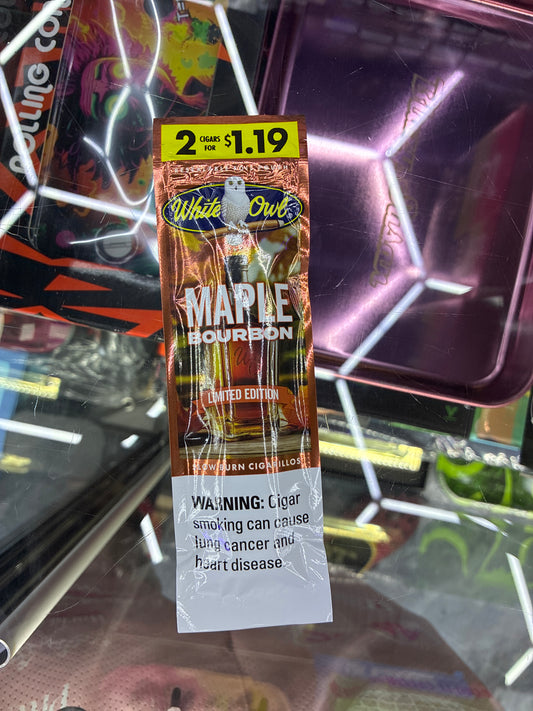 2 CIGARS FOR $1.19
White Owl
MAPLE
BOURBON
LIMITED EDITION
SLOW BURN CIGARILLOS
WARNING: Cigar
smoking can cause
lung cancer and
heart disease.
ROLLING